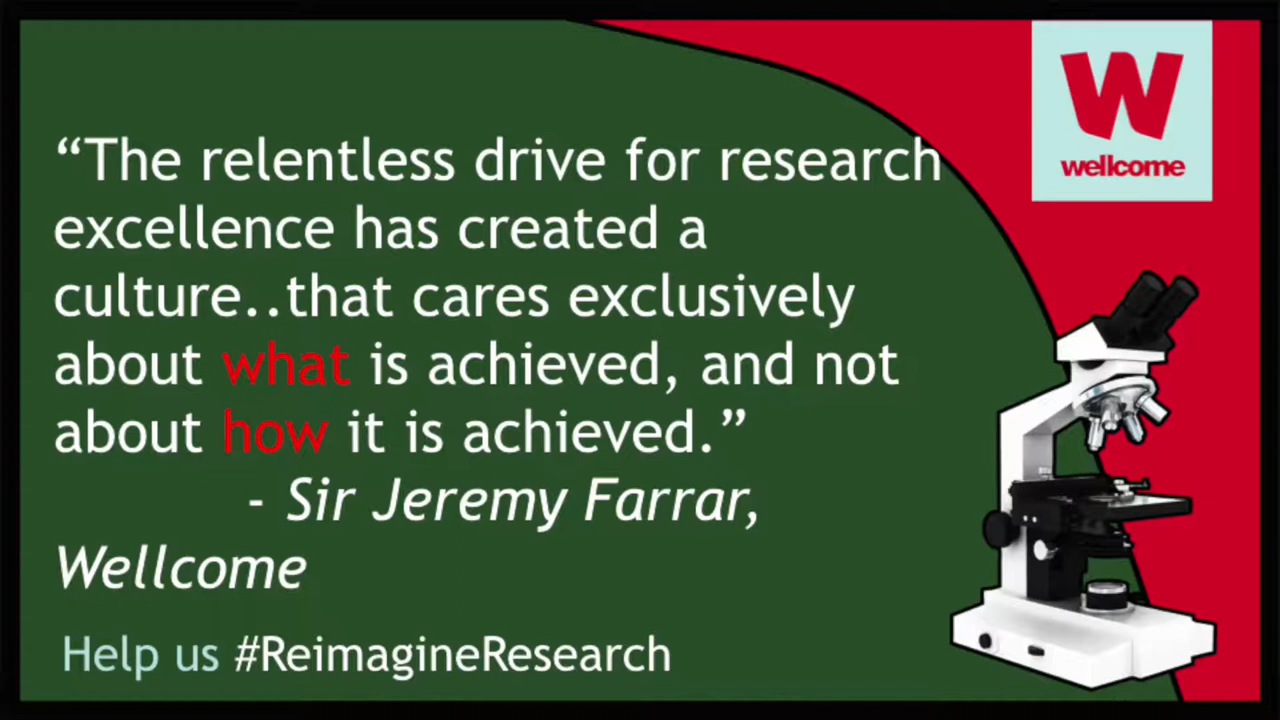 “The relentless drive for research
excellence has created a
culture..that cares exclusively
about what is achieved, and not
about how it is achieved.”
- Sir Jeremy Farrar,
Wellcome
Help us #ReimagineResearch
W
wellcome